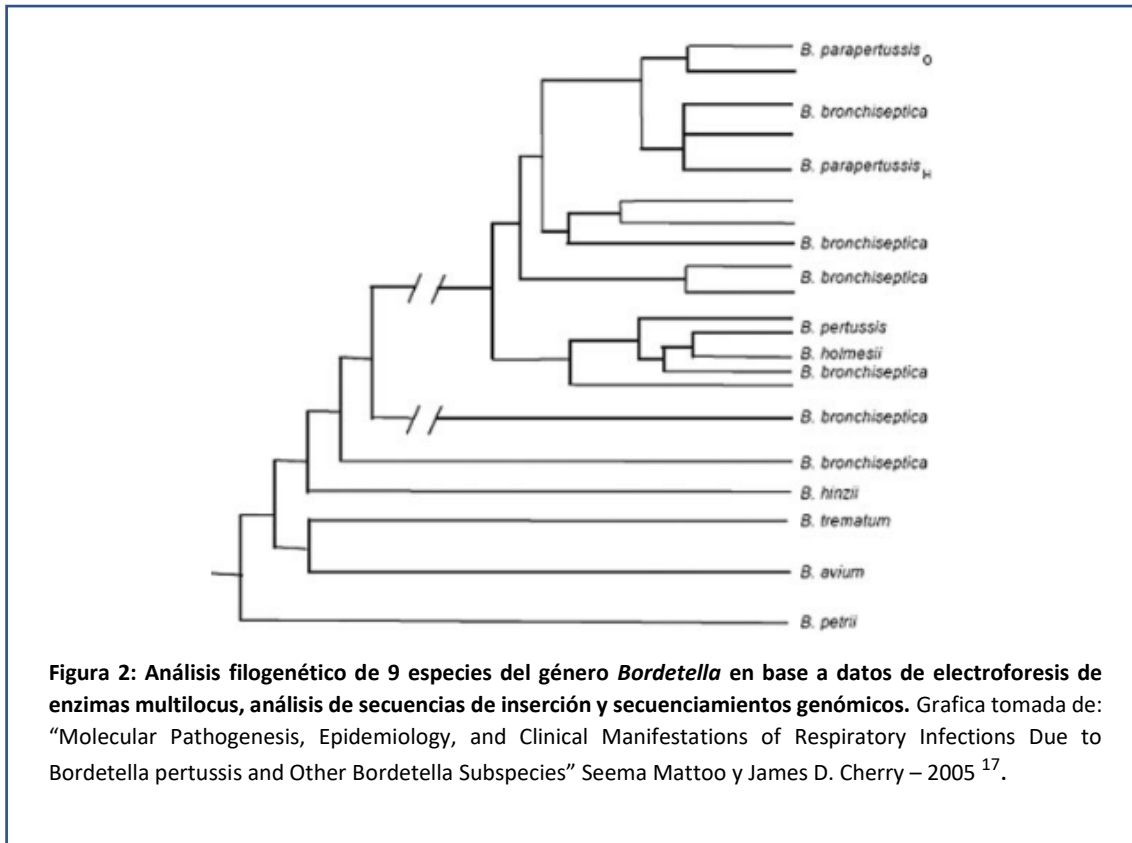 B. parapertussis O
B. bronchiseptica
B. parapertussis H
B. bronchiseptica
B. bronchiseptica
B. pertussis
B. holmesii
B. bronchiseptica
B. bronchiseptica
B. bronchiseptica
B. hinzii
B. trematum
B. avium
B. petrii
Figura 2: Análisis filogenético de 9 especies del género Bordetella en base a datos de electroforesis de
enzimas multilocus, análisis de secuencias de inserción y secuenciamientos genómicos. Grafica tomada de:
“Molecular Pathogenesis, Epidemiology, and Clinical Manifestations of Respiratory Infections Due to
Bordetella pertussis and Other Bordetella Subspecies” Seema Mattoo y James D. Cherry – 2005 17.